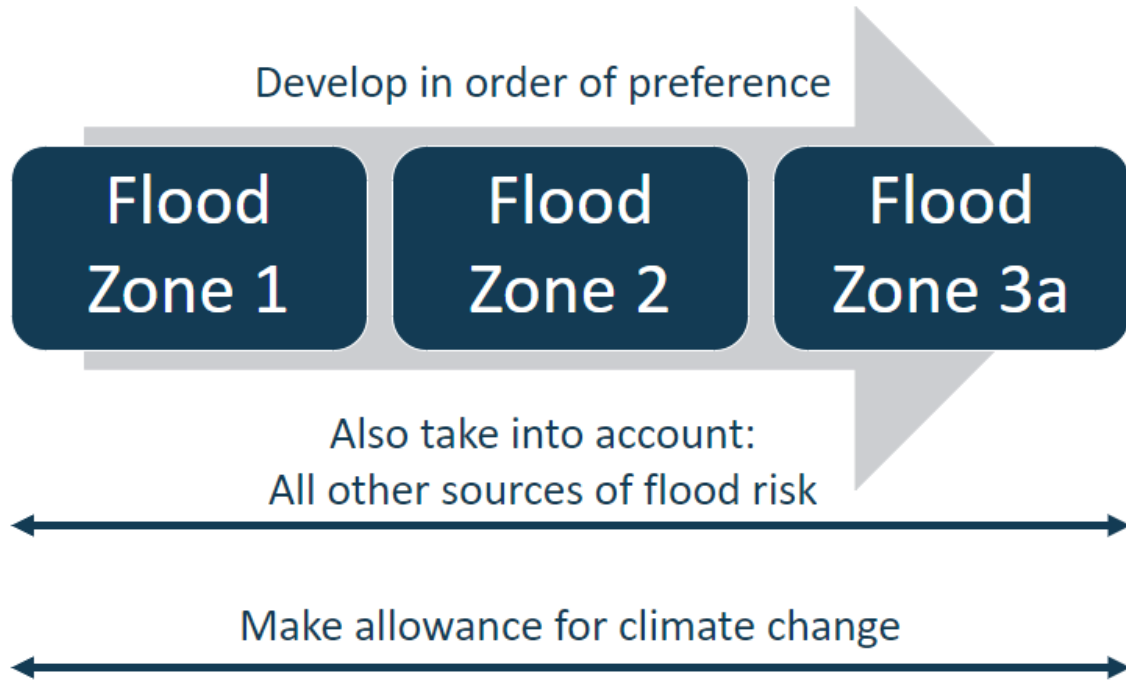 Develop in order of preference
Flood
Zone 1
Flood
Zone 2
Flood
Zone 3a
Also take into account:
All other sources of flood risk
Make allowance for climate change